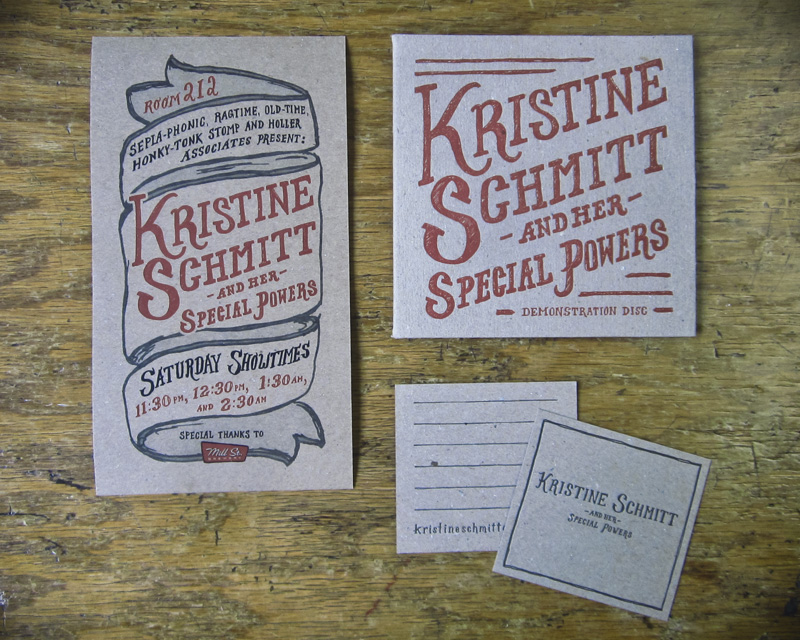 ROOM 212
SEPIA-PHONIC, RAGTIME, OLD-TIME,
HONKY-TONK STOMP AND HOLLER
ASSOCIATES PRESENT:
KRISTINE
SCHMITT
-AND HER-
SPECIAL POWERS
SATURDAY SHOWTIMES
11:30 PM, 12:30 PM, 1:30 AM,
AND 2:30 AM
SPECIAL THANKS TO
Mill St.
BREWERY
KRISTINE
SCHMITT
-AND HER-
SPECIAL POWERS
DEMONSTRATION DISC
kristineschmitt
KRISTINE SCHMITT
-AND HER-
SPECIAL POWERS